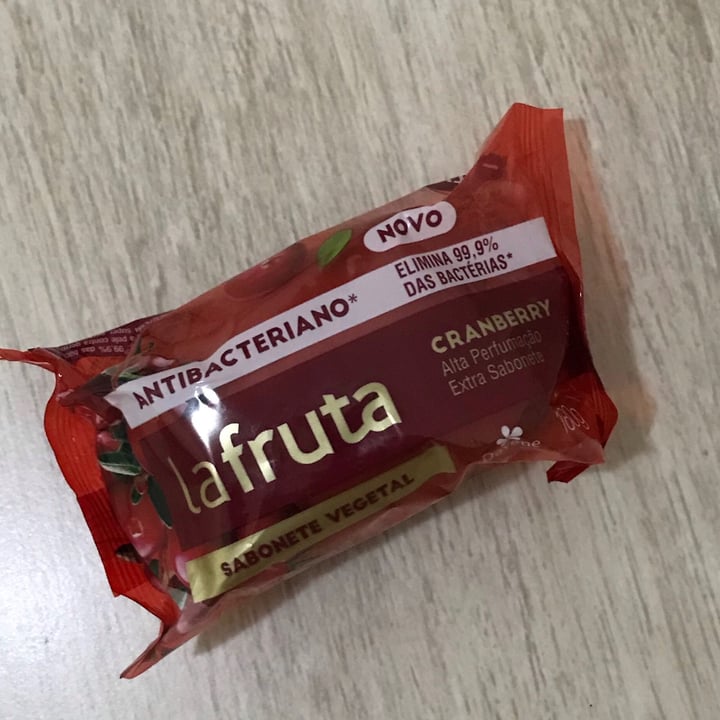 NOVO
ANTIBACTERIANO*
ELIMINA 99,9%
DAS BACTÉRIAS*
CRANBERRY
Alta Perfumação
Extra Sabonete
lafruta
SABONETE VEGETAL